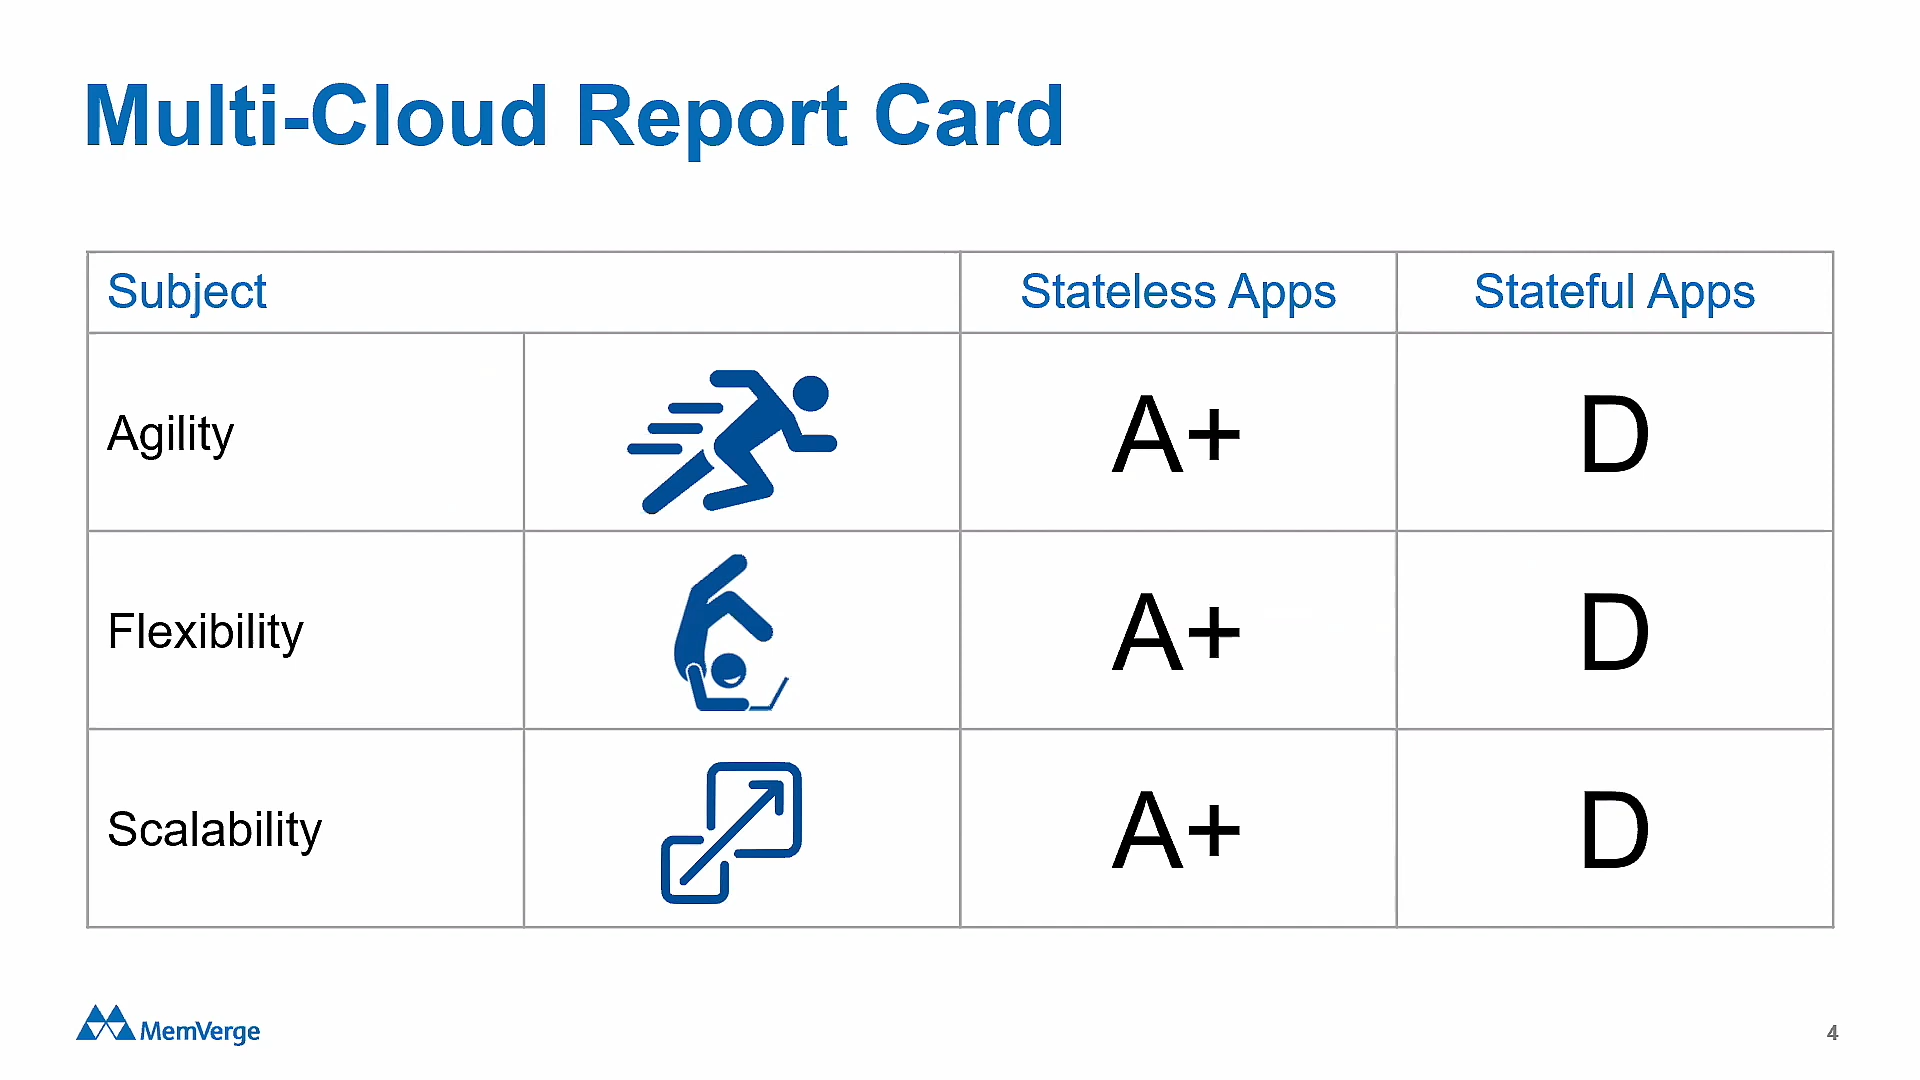 Multi-Cloud Report Card
Subject
Stateless Apps
Stateful Apps
Agility
A+
D
Flexibility
A+
D
Scalability
A+
D
MemVerge
4